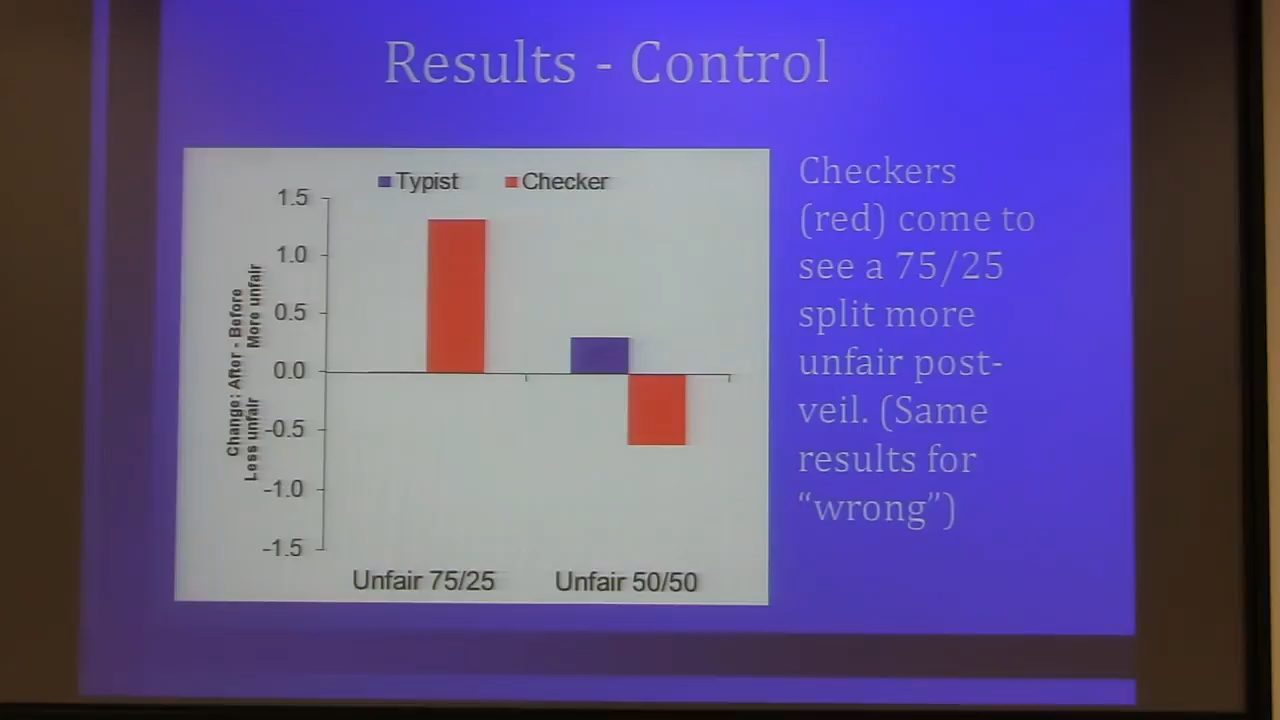 Results - Control
Typist
Checker
1.5
1.0
0.5
0.0
-0.5
-1.0
-1.5
Change: After - Before
Less unfair More unfair
Unfair 75/25
Unfair 50/50
Checkers
(red) come to
see a 75/25
split more
unfair post-
veil. (Same
results for
“wrong”)